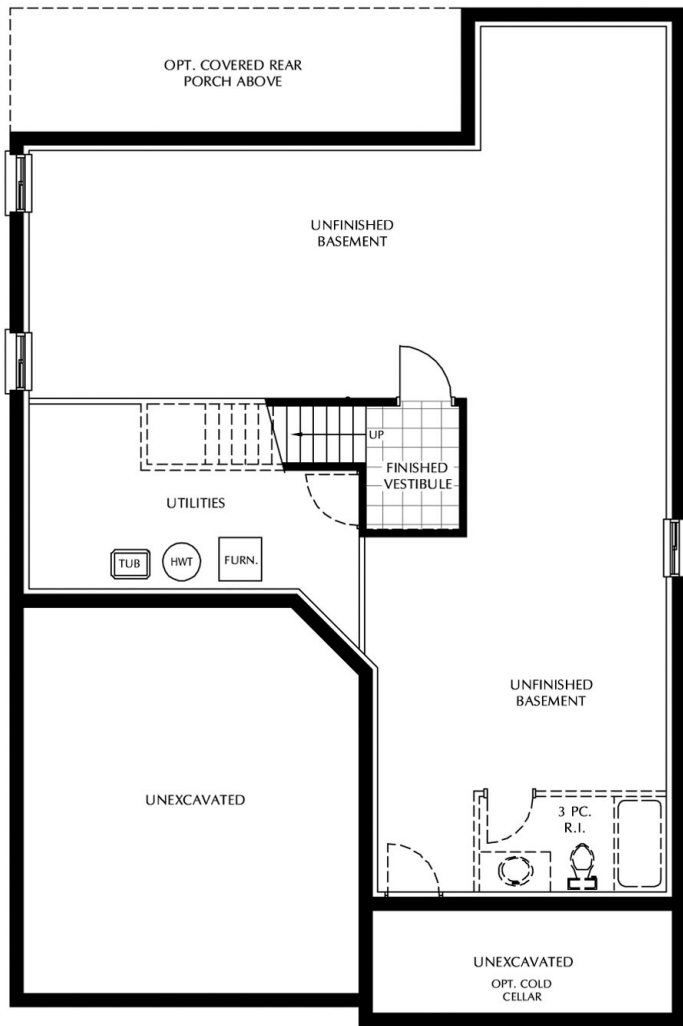 OPT. COVERED REAR
PORCH ABOVE
UNFINISHED
BASEMENT
UP
FINISHED
VESTIBULE
UTILITIES
TUB
HWT
FURN.
UNFINISHED
BASEMENT
UNEXCAVATED
3 PC.
R.I.
UNEXCAVATED
OPT. COLD
CELLAR